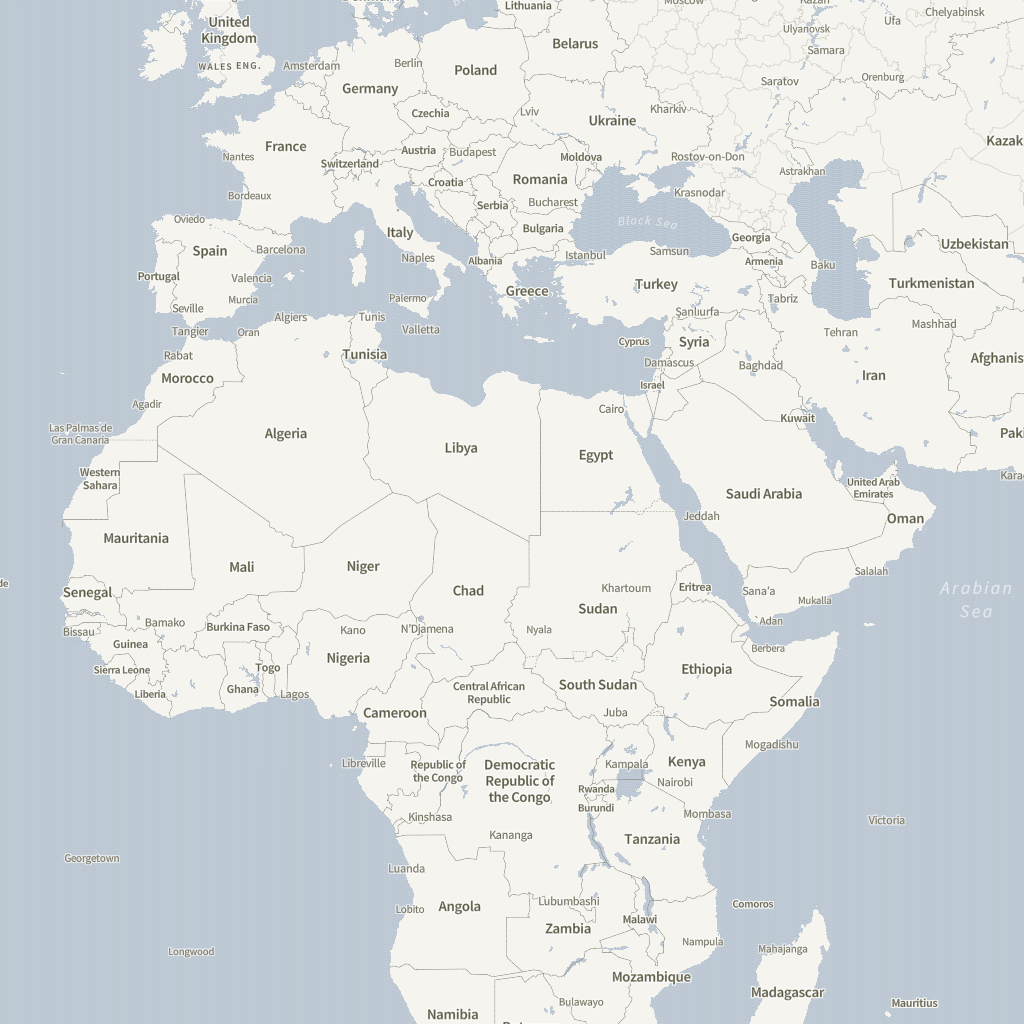 Lithuania
Moscow
Kazan
Chelyabinsk
Ufa
Ulyanovsk
United
Kingdom
Belarus
Samara
WALES
ENG.
Amsterdam
Berlin
Poland
Orenburg
Saratov
Germany
Czechia
Lviv
Kharkiv
Ukraine
Kazak
France
Nantes
Austria
Budapest
Moldova
Rostov-on-Don
Switzerland
Astrakhan
Croatia
Romania
Krasnodar
Bordeaux
Serbia
Bucharest
Oviedo
Black Sea
Bulgaria
Italy
Georgia
Uzbekistan
Spain
Barcelona
Naples
Albania
Istanbul
Samsun
Armenia
Baku
Portugal
Valencia
Greece
Turkey
Turkmenistan
Murcia
Palermo
Tabriz
Seville
Şanlıurfa
Algiers
Tunis
Mashhad
Tangier
Oran
Valletta
Tehran
Cyprus
Syria
Rabat
Tunisia
Damascus
Baghdad
Afghanis
Morocco
Israel
Iran
Agadir
Cairo
Kuwait
Las Palmas de
Gran Canaria
Algeria
Libya
Egypt
Paki
Western
Sahara
Kara
United Arab
Emirates
Saudi Arabia
Jeddah
Oman
Mauritania
Mali
Niger
Salalah
de
Senegal
Chad
Khartoum
Eritrea
Sana'a
Arabian
Sea
Sudan
Mukalla
Bamako
Burkina Faso
Kano
N'Djamena
Nyala
Adan
Bissau
Guinea
Berbera
Nigeria
Sierra Leone
Togo
Ethiopia
Liberia
Ghana
Lagos
Central African
Republic
South Sudan
Somalia
Cameroon
Juba
Mogadishu
Libreville
Republic of
the Congo
Democratic
Republic of
the Congo
Kampala
Kenya
Nairobi
Rwanda
Burundi
Kinshasa
Mombasa
Victoria
Kananga
Tanzania
Georgetown
Luanda
Lobito
Angola
Lubumbashi
Comoros
Malawi
Zambia
Nampula
Longwood
Mahajanga
Mozambique
Madagascar
Bulawayo
Mauritius
Namibia